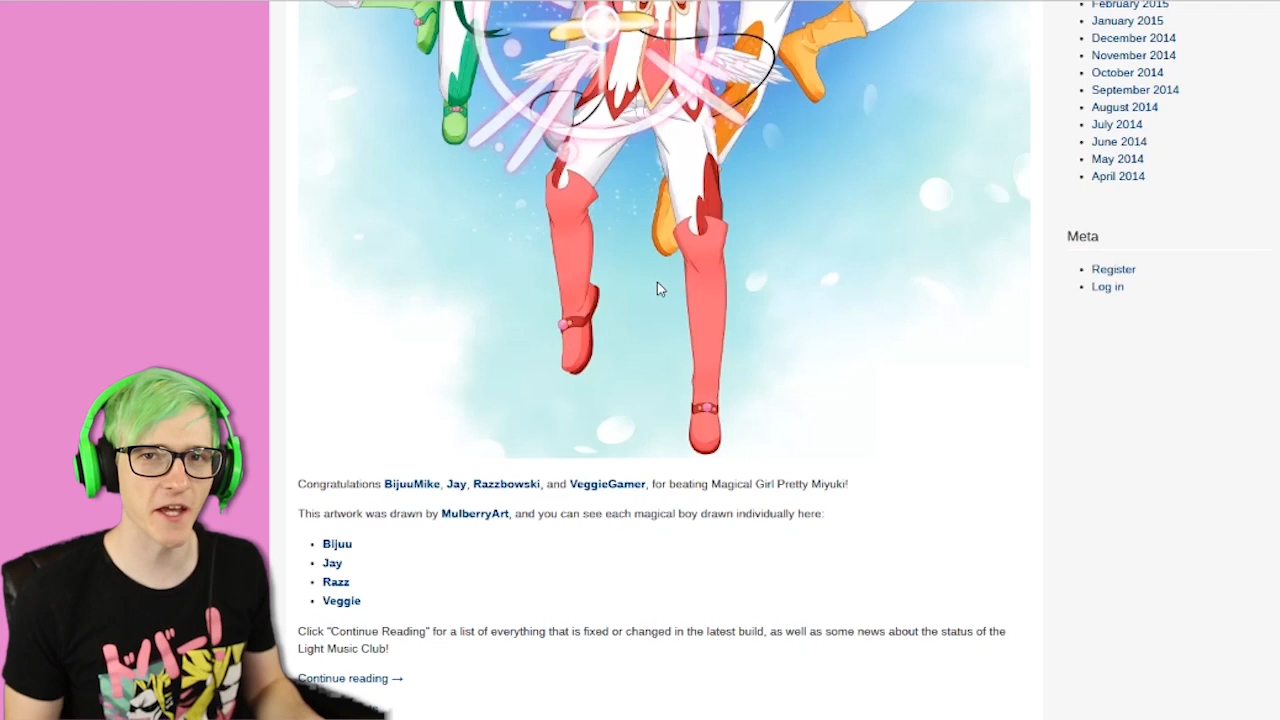 February 2015
January 2015
December 2014
November 2014
October 2014
September 2014
August 2014
July 2014
June 2014
May 2014
April 2014
Meta
Register
Log in
Congratulations BijuuMike, Jay, Razzbowski, and VeggieGamer, for beating Magical Girl Pretty Miyuki!
This artwork was drawn by MulberryArt, and you can see each magical boy drawn individually here:
Bijuu
Jay
Razz
Veggie
Click "Continue Reading" for a list of everything that is fixed or changed in the latest build, as well as some news about the status of the
Light Music Club!
Continue reading →
ドバー!